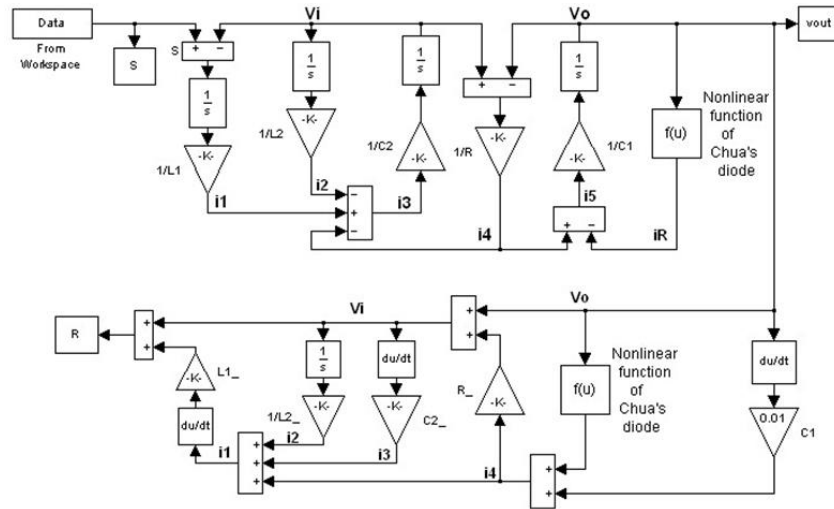 Data
From
Workspace
S
S
+ −
1
s
-K-
1/L1
i1
Vi
1
s
-K-
1/L2
i2
−
+
−
i3
1
s
-K-
1/C2
+ −
-K-
1/R
i4
Vo
1
s
-K-
1/C1
i5
+ −
iR
f(u)
Nonlinear
function
of
Chua's
diode
vout
R
+
+
L1_
-K-
du/dt
i1
Vi
1
s
-K-
1/L2_
i2
du/dt
-K-
C2_
i3
+
+
+
+
+
R_
-K-
i4
Vo
f(u)
Nonlinear
function
of
Chua's
diode
+
+
du/dt
0.01
C1